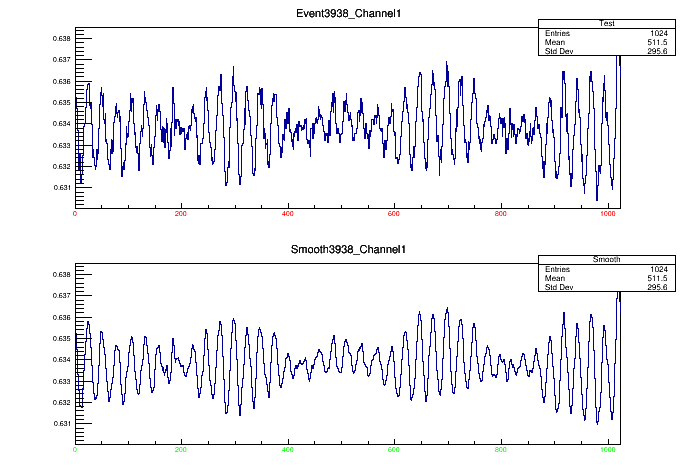 Event3938_Channel1
Test
Entries 1024
Mean 511.5
Std Dev 295.6
0.638
0.637
0.636
0.635
0.634
0.633
0.632
0.631
0 200 400 600 800 1000
Smooth3938_Channel1
Smooth
Entries 1024
Mean 511.5
Std Dev 295.6
0.638
0.637
0.636
0.635
0.634
0.633
0.632
0.631
0 200 400 600 800 1000